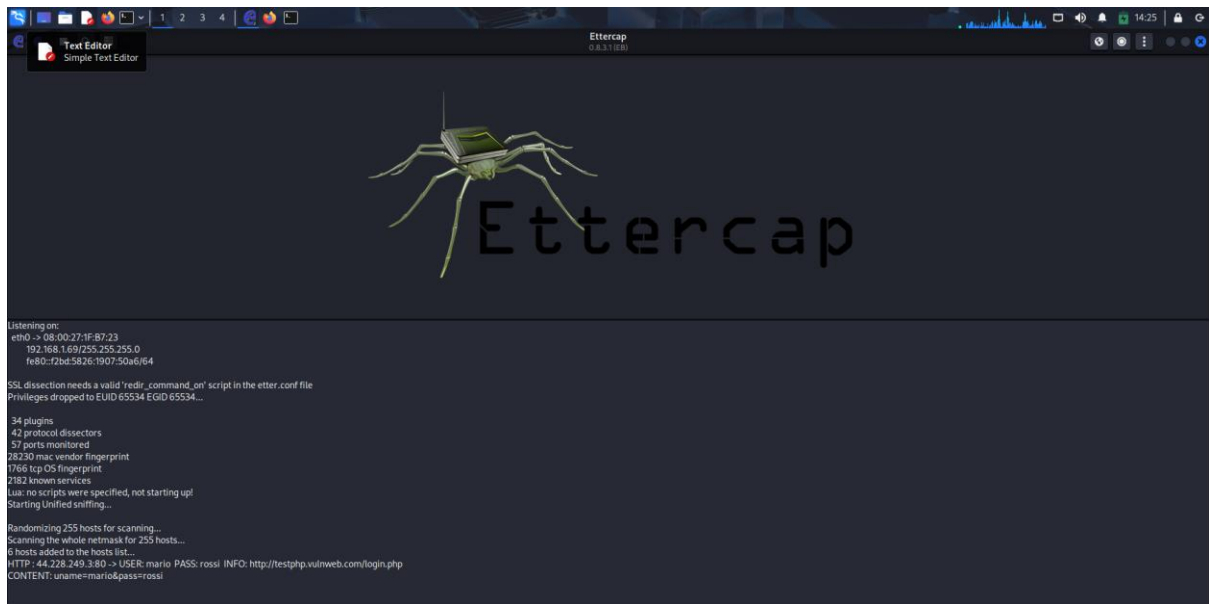 1 2 3 4
14:25
Text Editor
Simple Text Editor
Ettercap
0.8.3.1 (EB)
Ettercap
Listening on:
eth0 -> 08:00:27:1F:B7:23
192.168.1.69/255.255.255.0
fe80::f2bd:5826:1907:50a6/64
SSL dissection needs a valid 'redir_command_on' script in the etter.conf file
Privileges dropped to EUID 65534 EGID 65534...
34 plugins
42 protocol dissectors
57 ports monitored
28230 mac vendor fingerprint
1766 tcp OS fingerprint
2182 known services
Lua: no scripts were specified, not starting up!
Starting Unified sniffing...
Randomizing 255 hosts for scanning...
Scanning the whole netmask for 255 hosts...
6 hosts added to the hosts list...
HTTP : 44.228.249.3:80 -> USER: mario PASS: rossi INFO: http://testphp.vulnweb.com/login.php
CONTENT: uname=mario&pass=rossi